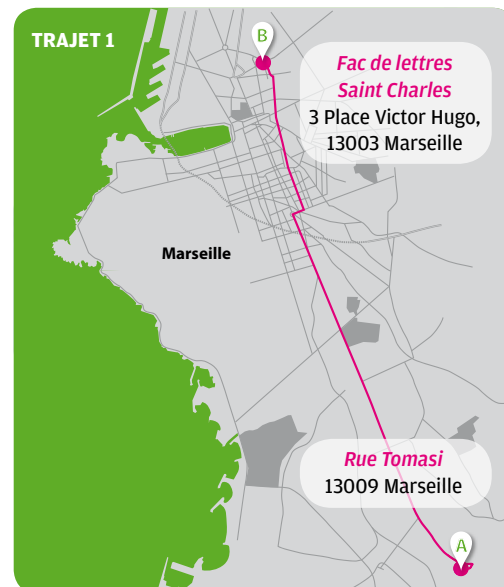 TRAJET 1
B
Fac de lettres
Saint Charles
3 Place Victor Hugo,
13003 Marseille
Marseille
Rue Tomasi
13009 Marseille
A